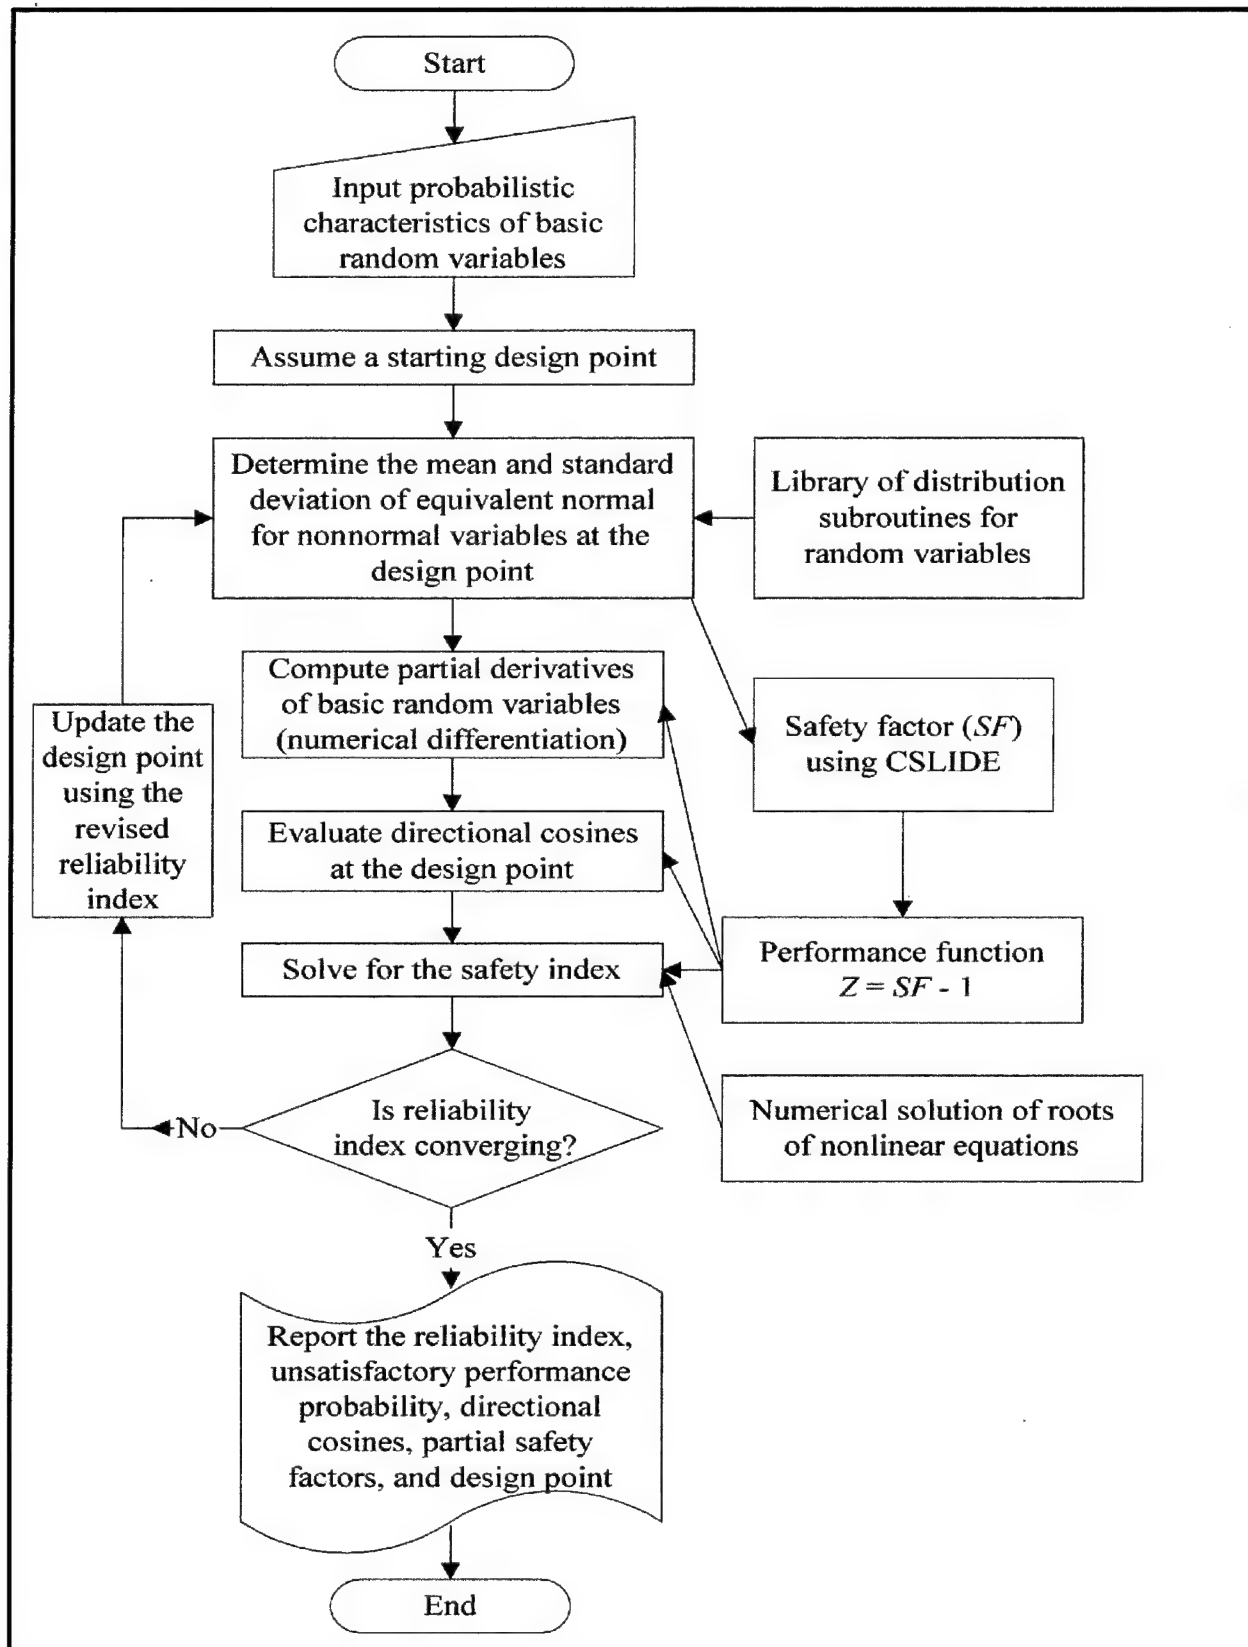 Start
Input probabilistic
characteristics of basic
random variables
Assume a starting design point
Determine the mean and standard
deviation of equivalent normal
for nonnormal variables at the
design point
Library of distribution
subroutines for
random variables
Compute partial derivatives
of basic random variables
(numerical differentiation)
Safety factor (SF)
using CSLIDE
Update the
design point
using the
revised
reliability
index
Evaluate directional cosines
at the design point
Solve for the safety index
Performance function
Z = SF - 1
Is reliability
index converging?
No
Numerical solution of roots
of nonlinear equations
Yes
Report the reliability index,
unsatisfactory performance
probability, directional
cosines, partial safety
factors, and design point
End